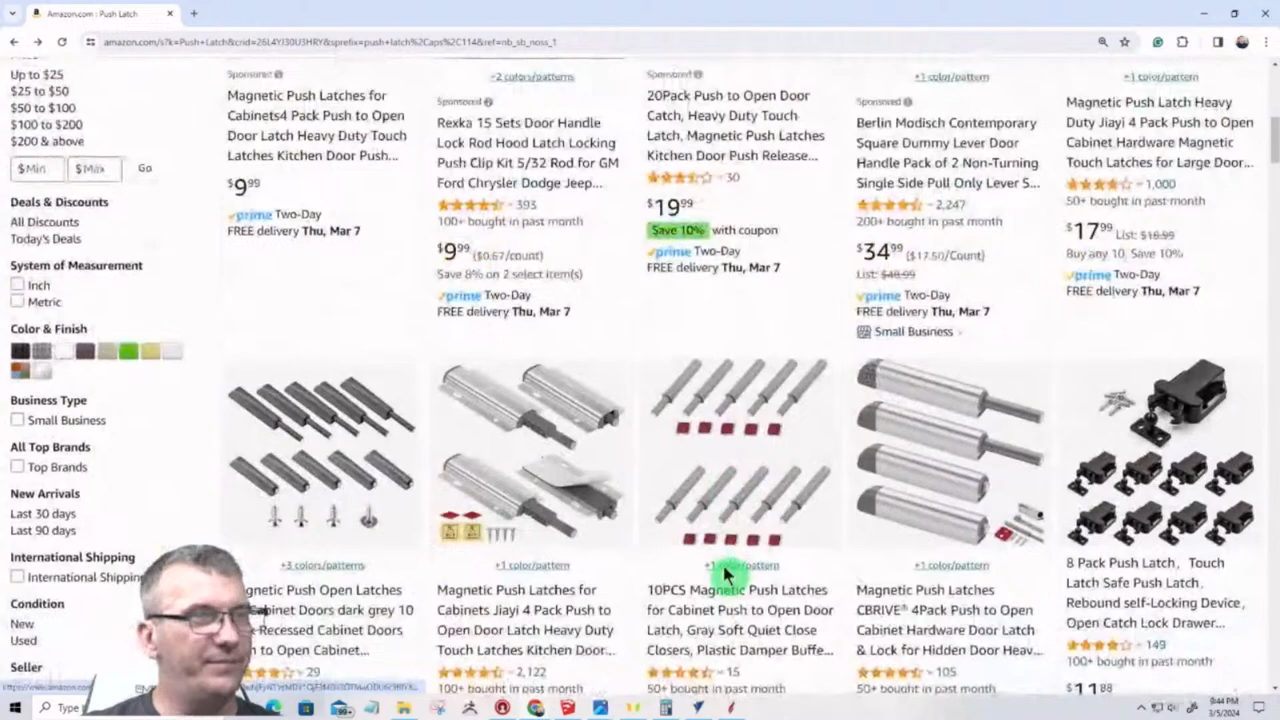 Amazon.com : Push Latch
amazon.com/s?k=Push+Latch&crid=26L4YJ30U3HRY&sprefix=push+latch%2Caps%2C114&ref=nb_sb_noss_1
Up to $25
$25 to $50
$50 to $100
$100 to $200
$200 & above
$ Min
$ Max
Go
Deals & Discounts
All Discounts
Today's Deals
System of Measurement
Inch
Metric
Color & Finish
Business Type
Small Business
All Top Brands
Top Brands
New Arrivals
Last 30 days
Last 90 days
International Shipping
International Shipping
Condition
New
Used
Seller
Sponsored
Magnetic Push Latches for
Cabinets4 Pack Push to Open
Door Latch Heavy Duty Touch
Latches Kitchen Door Push...
$9.99
prime Two-Day
FREE delivery Thu, Mar 7
+2 colors/patterns
Sponsored
Rexka 15 Sets Door Handle
Lock Rod Hood Latch Locking
Push Clip Kit 5/32 Rod for GM
Ford Chrysler Dodge Jeep...
393
100+ bought in past month
$9.99 ($0.67/count)
Save 8% on 2 select item(s)
prime Two-Day
FREE delivery Thu, Mar 7
Sponsored
20Pack Push to Open Door
Catch, Heavy Duty Touch
Latch, Magnetic Push Latches
Kitchen Door Push Release...
30
$19.99
Save 10% with coupon
prime Two-Day
FREE delivery Thu, Mar 7
+1 color/pattern
Sponsored
Berlin Modisch Contemporary
Square Dummy Lever Door
Handle Pack of 2 Non-Turning
Single Side Pull Only Lever S...
2,247
200+ bought in past month
$34.99 ($17.50/Count)
List: $48.99
prime Two-Day
FREE delivery Thu, Mar 7
Small Business
+1 color/pattern
Magnetic Push Latch Heavy
Duty Jiayi 4 Pack Push to Open
Cabinet Hardware Magnetic
Touch Latches for Large Door...
1,000
50+ bought in past month
$17.99 List: $18.99
Buy any 10, Save 10%
prime Two-Day
FREE delivery Thu, Mar 7
+3 colors/patterns
gnetic Push Open Latches
Cabinet Doors dark grey 10
Recessed Cabinet Doors
to Open Cabinet...
29
50+ bought in past month
+1 color/pattern
Magnetic Push Latches for
Cabinets Jiayi 4 Pack Push to
Open Door Latch Heavy Duty
Touch Latches Kitchen Door...
2,122
100+ bought in past month
+1 color/pattern
10PCS Magnetic Push Latches
for Cabinet Push to Open Door
Latch, Gray Soft Quiet Close
Closers, Plastic Damper Buffe...
15
50+ bought in past month
+1 color/pattern
Magnetic Push Latches
CBRIVE® 4Pack Push to Open
Cabinet Hardware Door Latch
& Lock for Hidden Door Heav...
105
50+ bought in past month
8 Pack Push Latch, Touch
Latch Safe Push Latch,
Rebound self-Locking Device,
Open Catch Lock Drawer...
149
100+ bought in past month
11.88
Type
99+
9:44 PM
3/5/2024